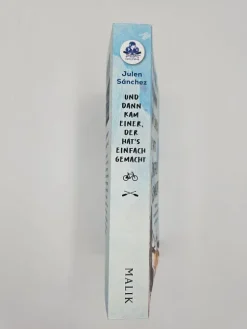 Julen
Sánchez
UND
DANN
KAM
EINER,
DER
HAT'S
EINFACH
GEMACHT
MALIK